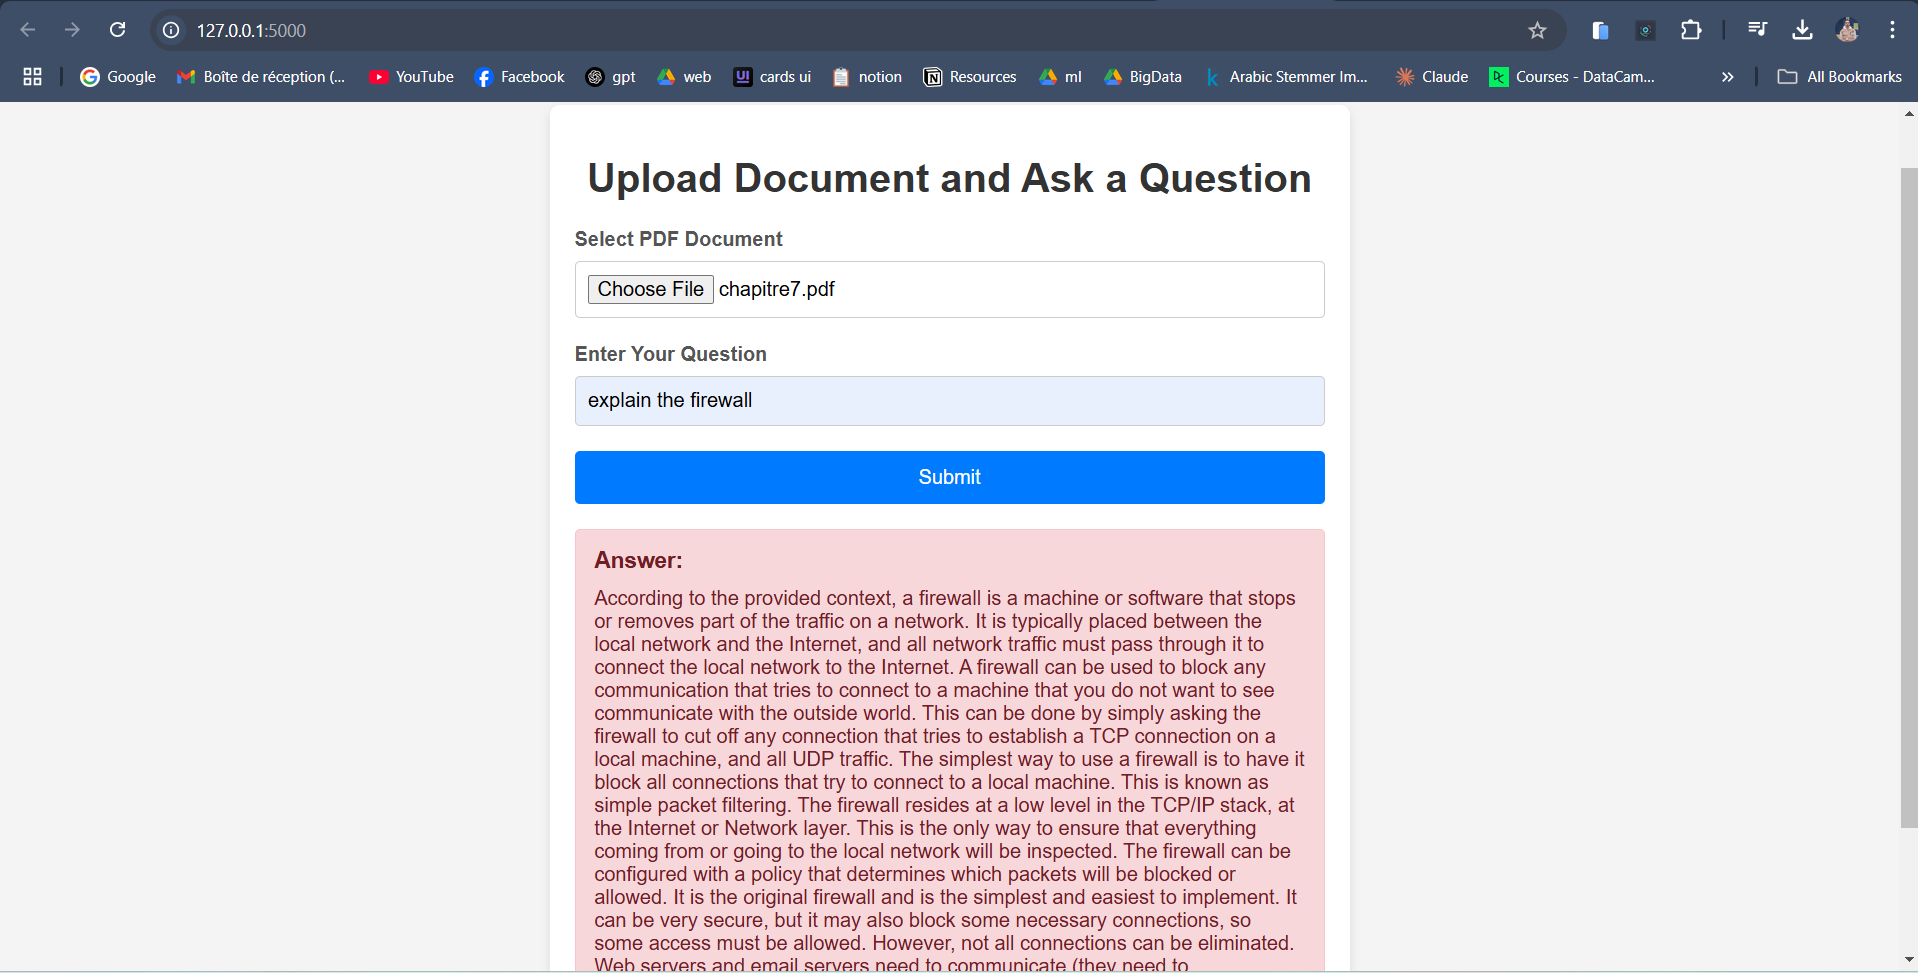 127.0.0.1:5000
Google
Boîte de réception (...
YouTube
Facebook
gpt
web
UI cards ui
notion
Resources
ml
BigData
k Arabic Stemmer Im...
Claude
Courses - DataCam...
All Bookmarks
Upload Document and Ask a Question
Select PDF Document
Choose File chapitre7.pdf
Enter Your Question
explain the firewall
Submit
Answer:
According to the provided context, a firewall is a machine or software that stops
or removes part of the traffic on a network. It is typically placed between the
local network and the Internet, and all network traffic must pass through it to
connect the local network to the Internet. A firewall can be used to block any
communication that tries to connect to a machine that you do not want to see
communicate with the outside world. This can be done by simply asking the
firewall to cut off any connection that tries to establish a TCP connection on a
local machine, and all UDP traffic. The simplest way to use a firewall is to have it
block all connections that try to connect to a local machine. This is known as
simple packet filtering. The firewall resides at a low level in the TCP/IP stack, at
the Internet or Network layer. This is the only way to ensure that everything
coming from or going to the local network will be inspected. The firewall can be
configured with a policy that determines which packets will be blocked or
allowed. It is the original firewall and is the simplest and easiest to implement. It
can be very secure, but it may also block some necessary connections, so
some access must be allowed. However, not all connections can be eliminated.
Web servers and email servers need to communicate (they need to